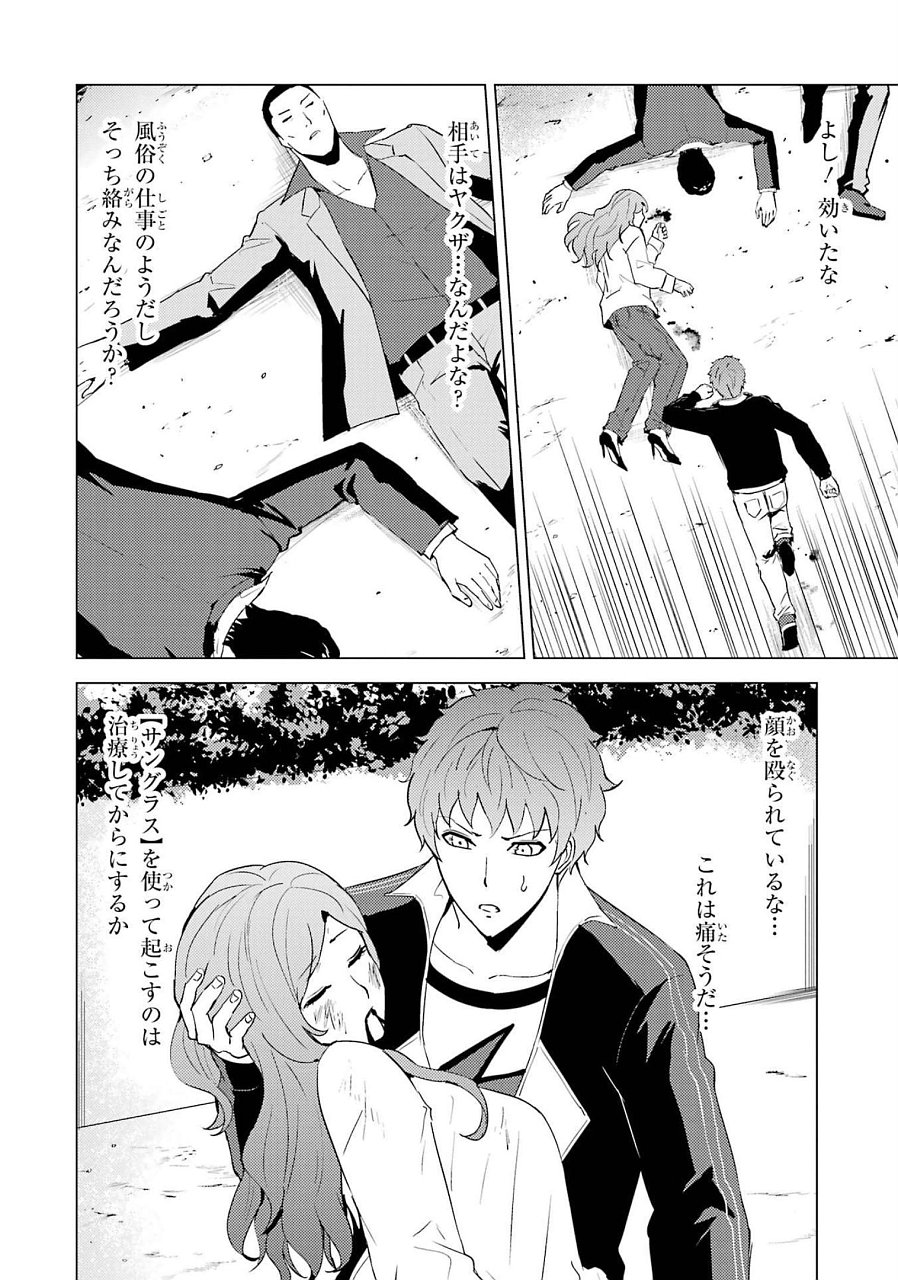 よし！効いたな
相手はヤクザ…なんだよな？
風俗の仕事のようだし
そっち絡みなんだろうか？
顔を殴られているな…
これは痛そうだ…
【サングラス】を使って起こすのは
治療してからにするか